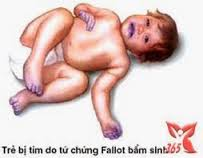 Trẻ bị tím do tứ chứng Fallot bẩm sinh
365